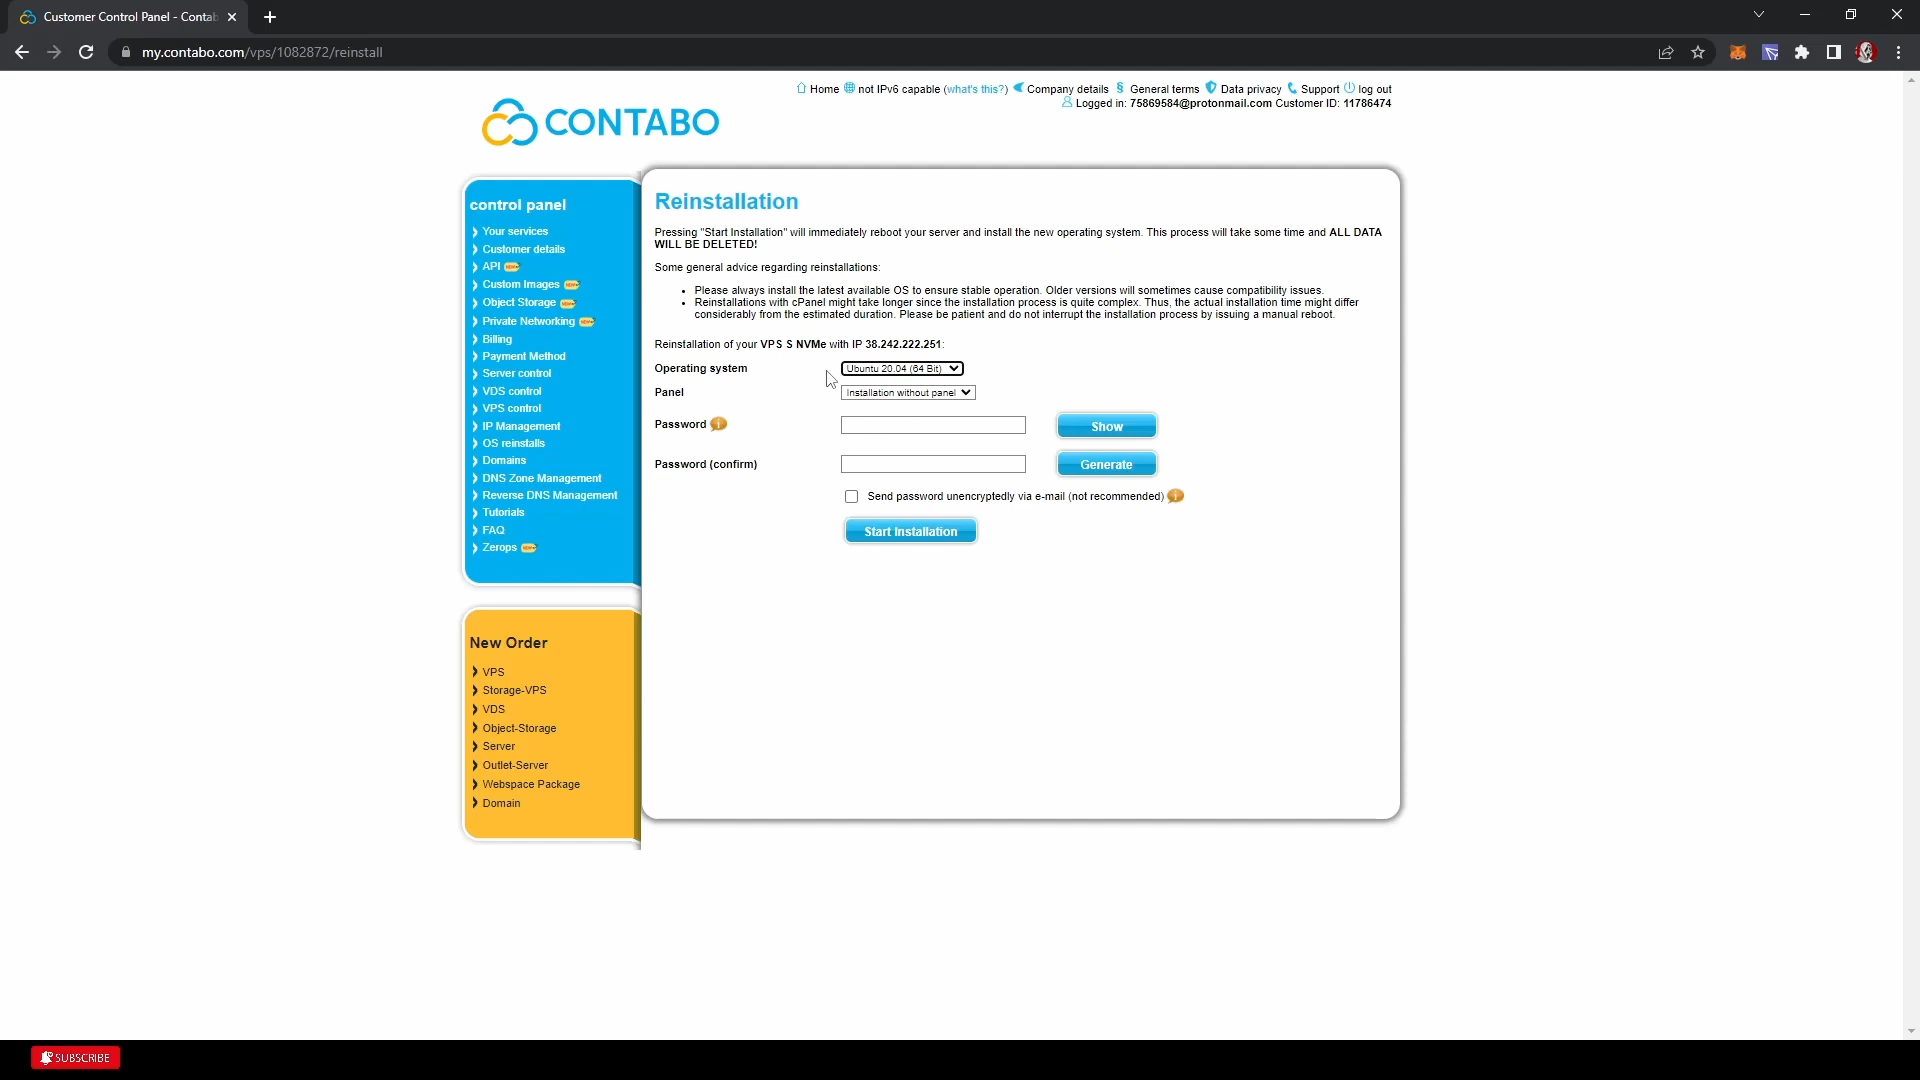 Customer Control Panel - Contab
my.contabo.com/vps/1082872/reinstall
Home not IPv6 capable (what's this?) Company details § General terms Data privacy Support log out
Logged in: 75869584@protonmail.com Customer ID: 11786474
CONTABO
control panel
Your services
Customer details
API NEW
Custom Images NEW
Object Storage NEW
Private Networking NEW
Billing
Payment Method
Server control
VDS control
VPS control
IP Management
OS reinstalls
Domains
DNS Zone Management
Reverse DNS Management
Tutorials
FAQ
Zerops NEW
New Order
VPS
Storage-VPS
VDS
Object-Storage
Server
Outlet-Server
Webspace Package
Domain
Reinstallation
Pressing "Start Installation" will immediately reboot your server and install the new operating system. This process will take some time and ALL DATA
WILL BE DELETED!
Some general advice regarding reinstallations:
• Please always install the latest available OS to ensure stable operation. Older versions will sometimes cause compatibility issues.
• Reinstallations with cPanel might take longer since the installation process is quite complex. Thus, the actual installation time might differ
considerably from the estimated duration. Please be patient and do not interrupt the installation process by issuing a manual reboot.
Reinstallation of your VPS S NVMe with IP 38.242.222.251:
Operating system Ubuntu 20.04 (64 Bit)
Panel Installation without panel
Password Show
Password (confirm) Generate
Send password unencryptedly via e-mail (not recommended)
Start Installation
SUBSCRIBE